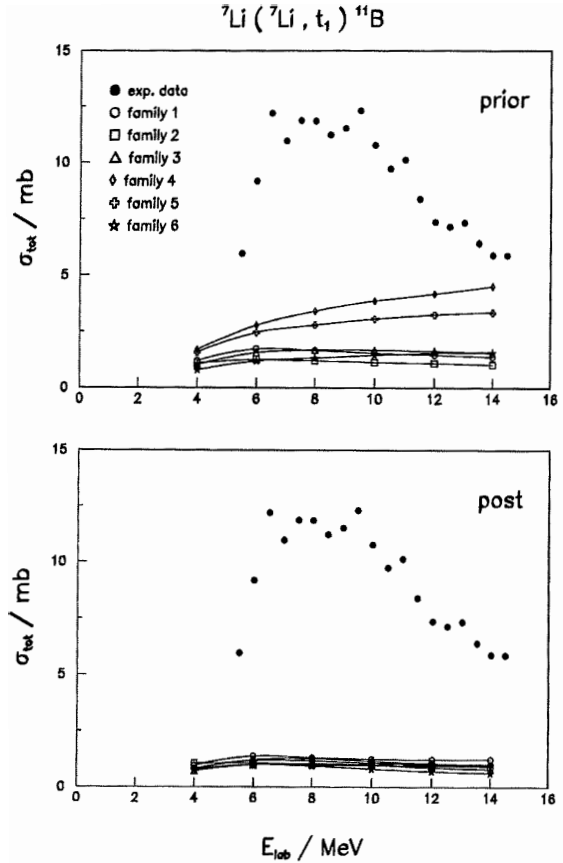 ⁷Li ( ⁷Li , t₁ ) ¹¹B
15
exp. data
prior
family 1
family 2
family 3
family 4
family 5
family 6
10
5
0
σtot / mb
0 2 4 6 8 10 12 14 16
15
post
10
5
0
σtot / mb
0 2 4 6 8 10 12 14 16
Elab / MeV